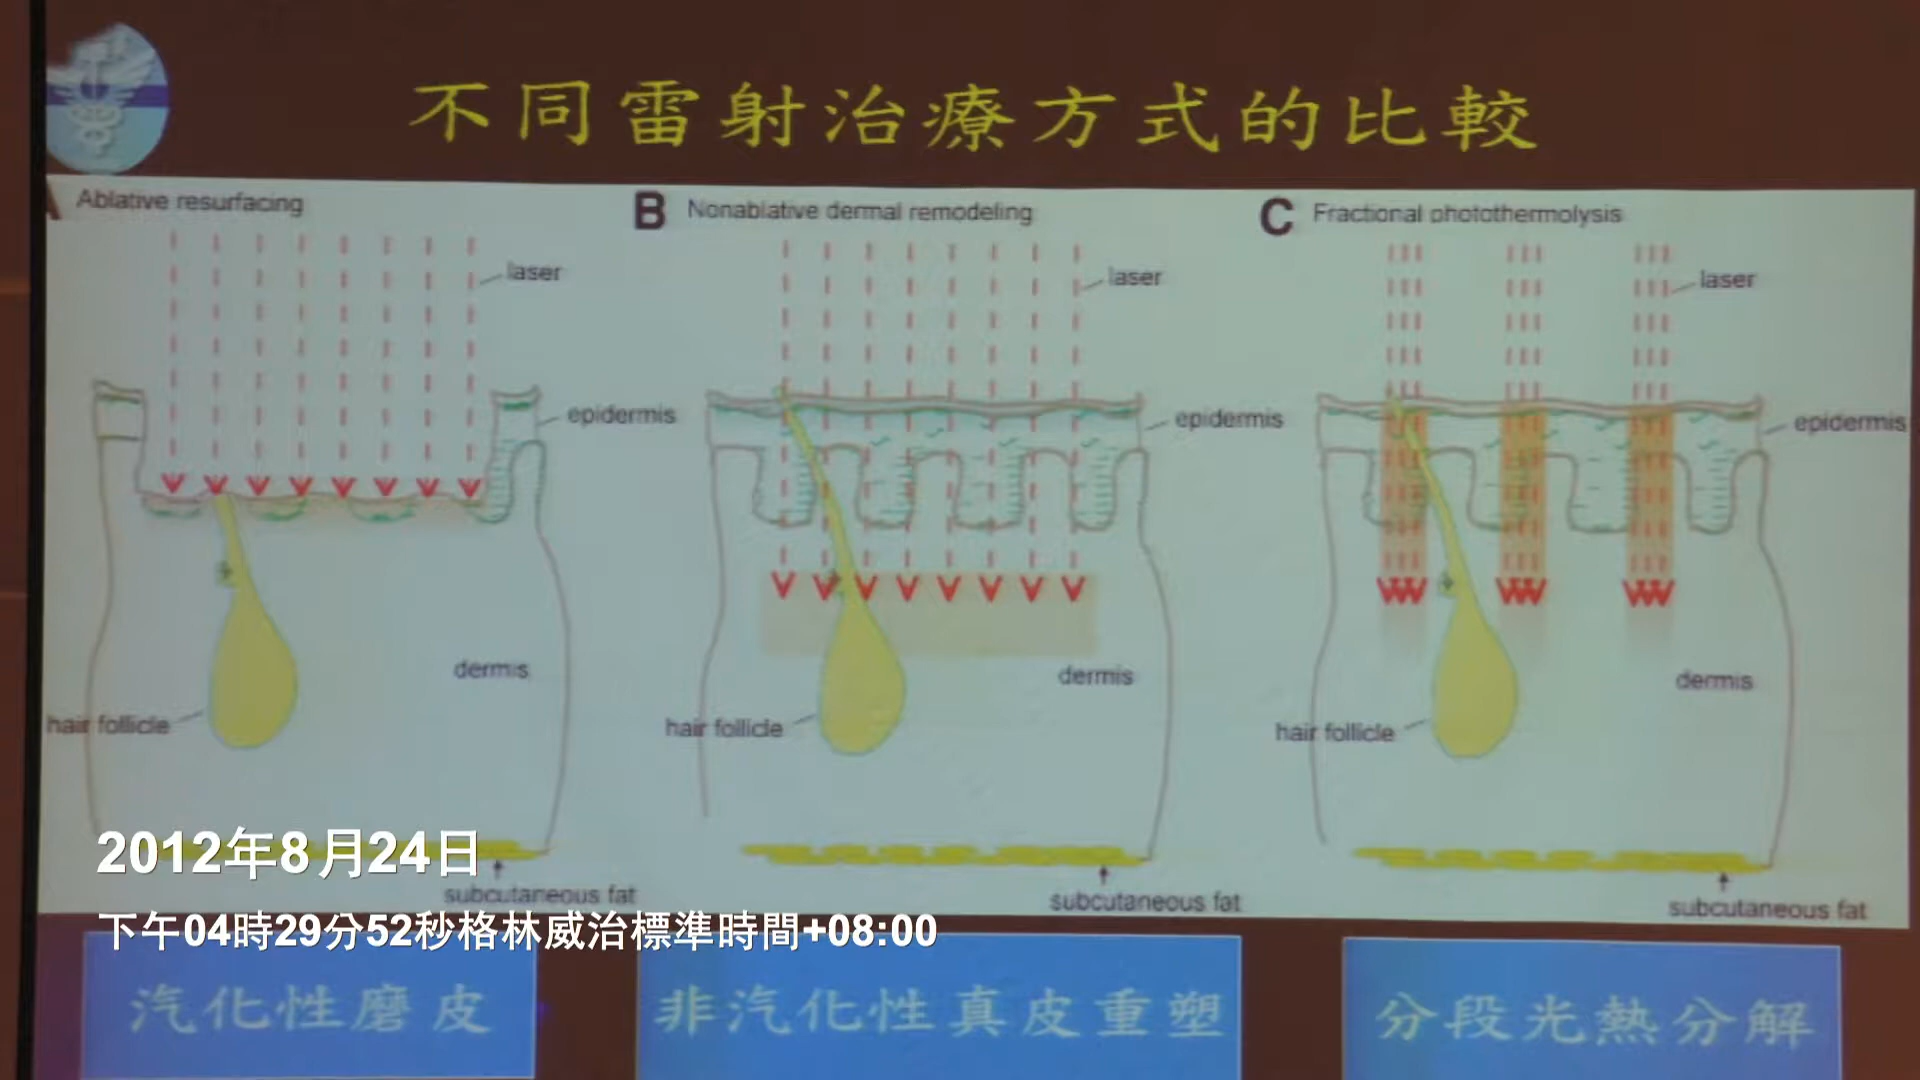 不同雷射治療方式的比較
A Ablative resurfacing
laser
epidermis
dermis
hair follicle
subcutaneous fat
B Nonablative dermal remodeling
laser
epidermis
dermis
hair follicle
subcutaneous fat
C Fractional photothermolysis
laser
epidermis
dermis
hair follicle
subcutaneous fat
2012年8月24日
下午04時29分52秒格林威治標準時間+08:00
汽化性磨皮
非汽化性真皮重塑
分段光熱分解